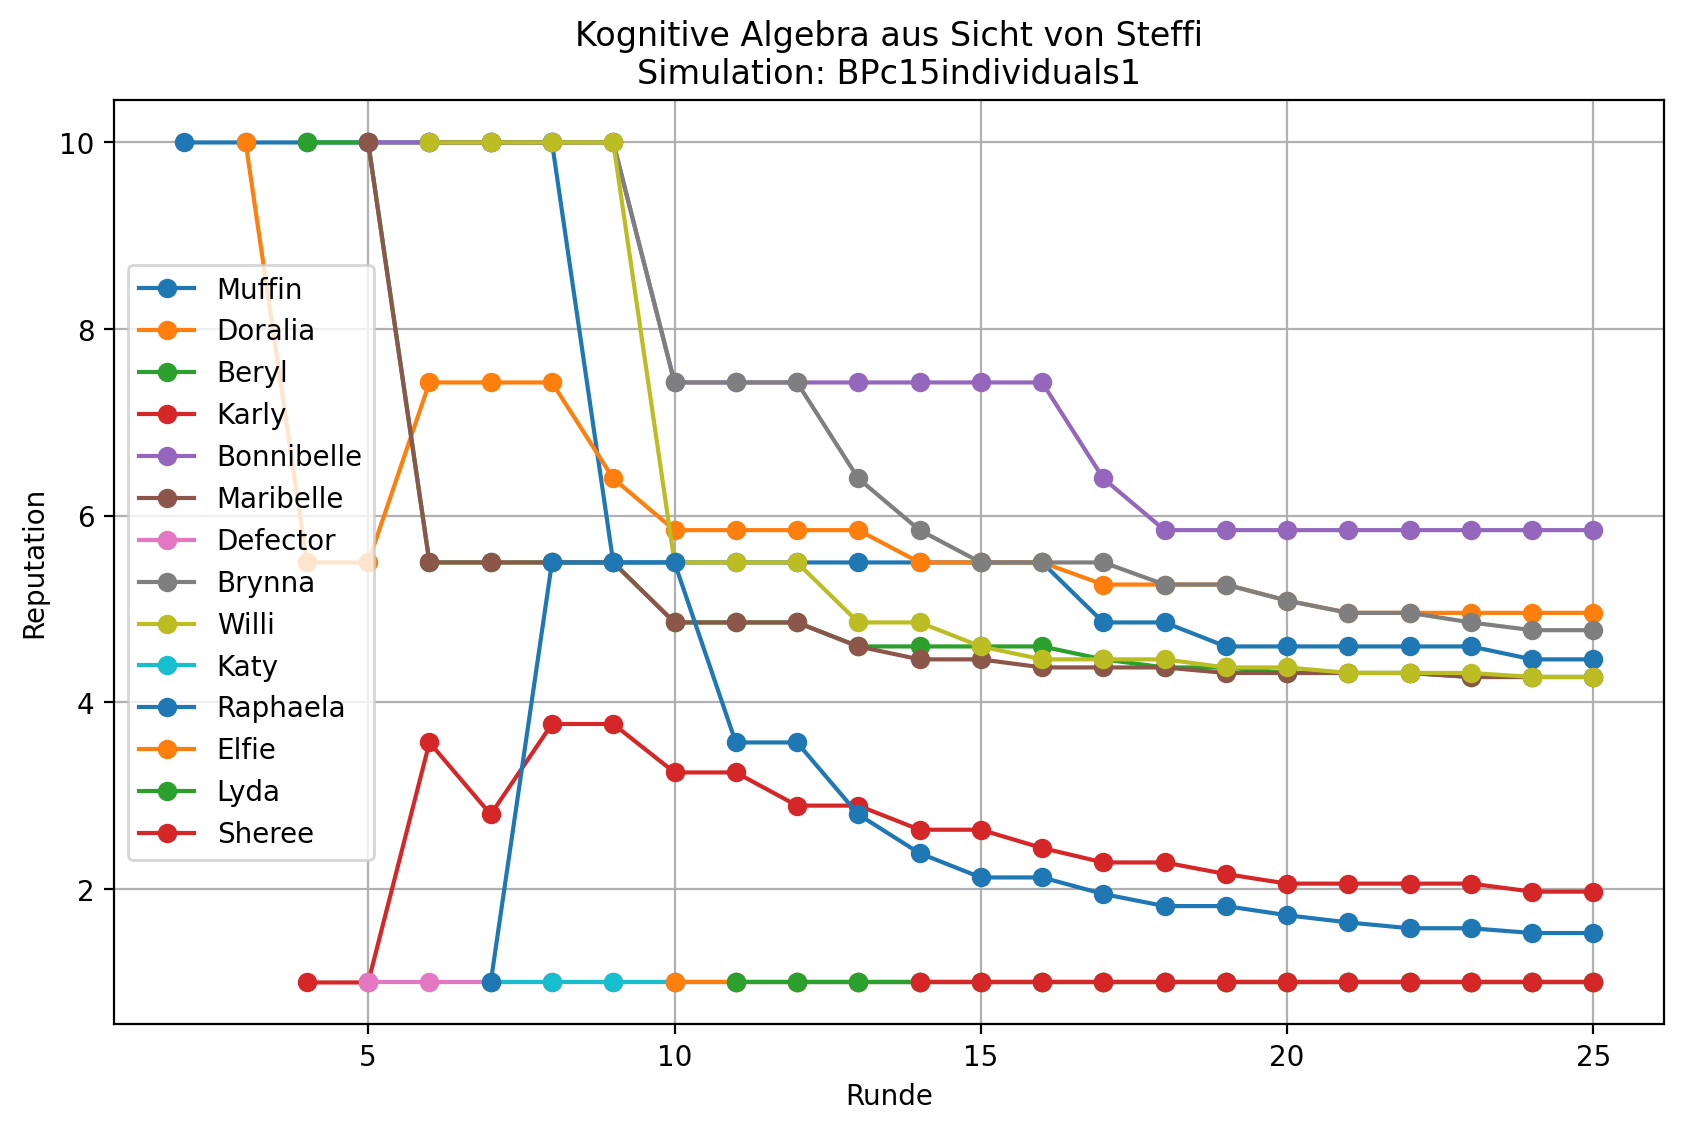 Kognitive Algebra aus Sicht von Steffi
Simulation: BPc15individuals1
Reputation
10
8
6
4
2
Muffin
Doralia
Beryl
Karly
Bonnibelle
Maribelle
Defector
Brynna
Willi
Katy
Raphaela
Elfie
Lyda
Sheree
5
10
15
20
25
Runde